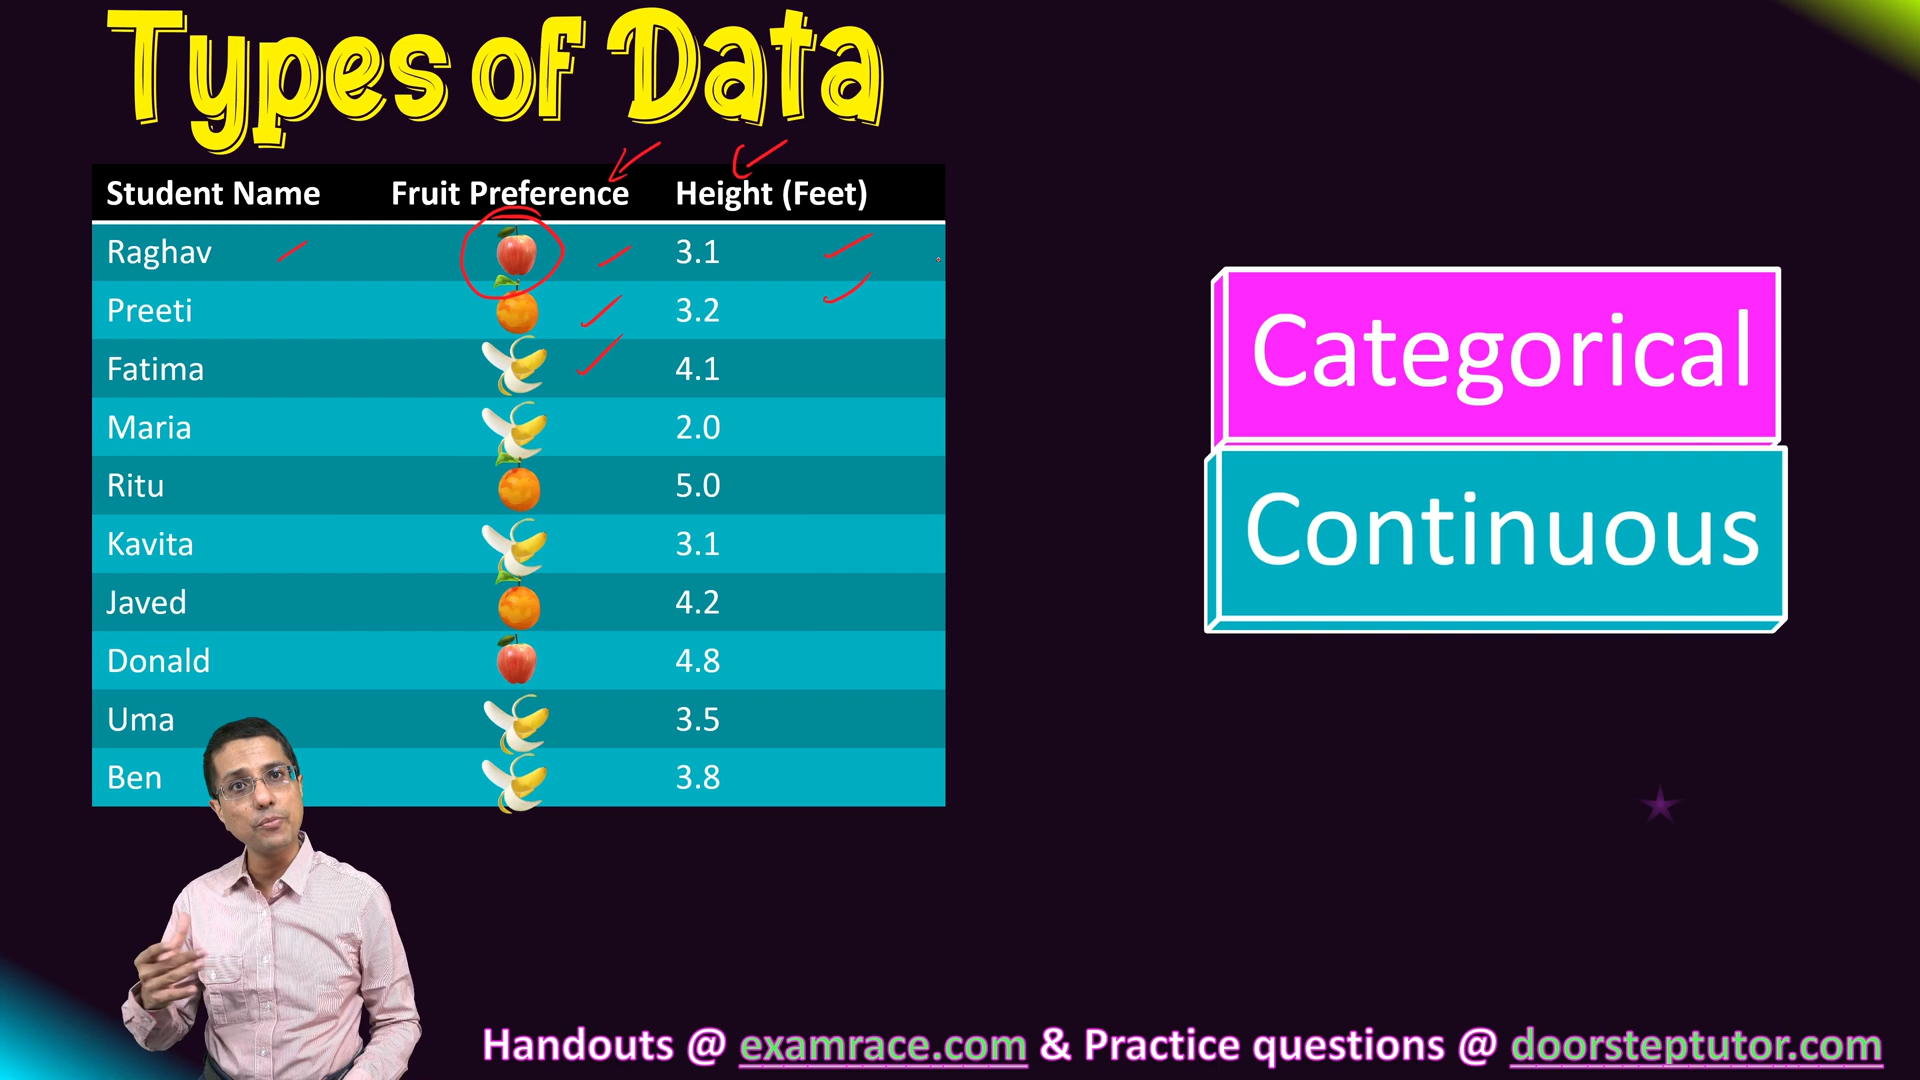 Types of Data
Student Name Fruit Preference Height (Feet)
Raghav 3.1
Preeti 3.2
Fatima 4.1
Maria 2.0
Ritu 5.0
Kavita 3.1
Javed 4.2
Donald 4.8
Uma 3.5
Ben 3.8
Categorical
Continuous
Handouts @ examrace.com & Practice questions @ doorsteptutor.com